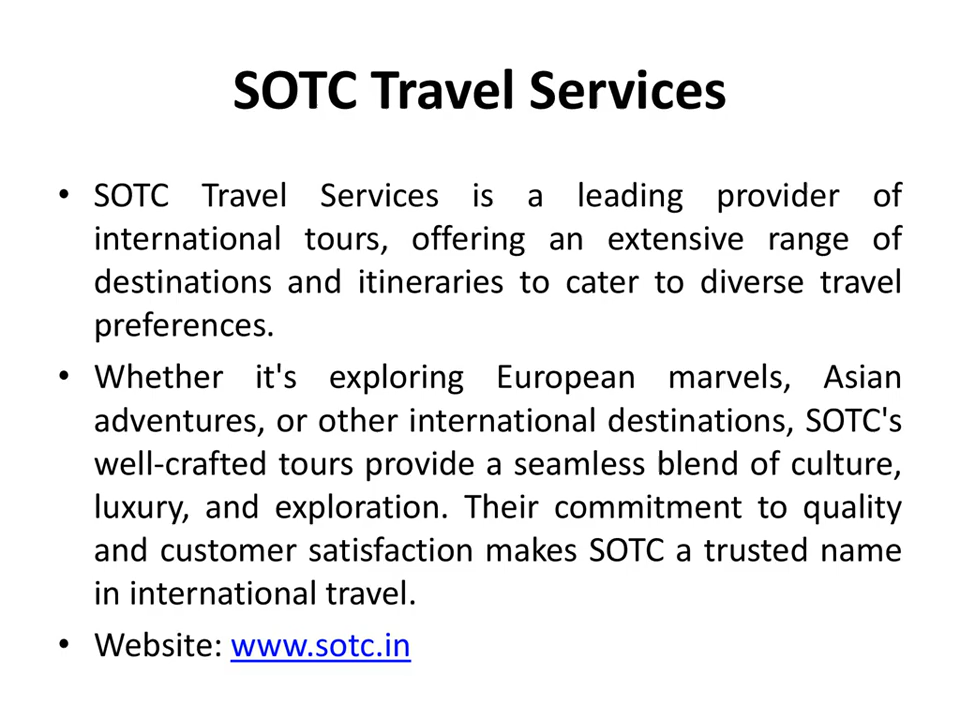 SOTC Travel Services
• SOTC Travel Services is a leading provider of
international tours, offering an extensive range of
destinations and itineraries to cater to diverse travel
preferences.
• Whether it's exploring European marvels, Asian
adventures, or other international destinations, SOTC's
well-crafted tours provide a seamless blend of culture,
luxury, and exploration. Their commitment to quality
and customer satisfaction makes SOTC a trusted name
in international travel.
• Website: www.sotc.in